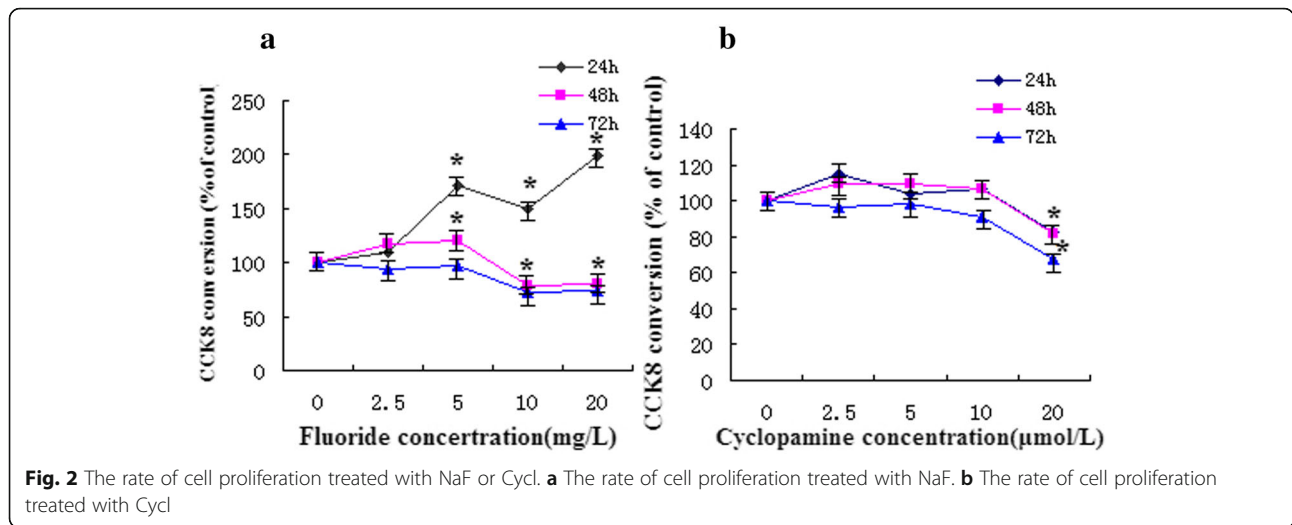 a
24h
48h
72h
CCK8 conversion (% of control)
250
200
150
100
50
0
* * * * * *
0 2.5 5 10 20
Fluoride concertration(mg/L)
b
24h
48h
72h
CCK8 conversion (% of control)
140
120
100
80
60
40
20
0
* *
0 2.5 5 10 20
Cyclopamine concentration(μmol/L)
Fig. 2 The rate of cell proliferation treated with NaF or Cycl. a The rate of cell proliferation treated with NaF. b The rate of cell proliferation
treated with Cycl